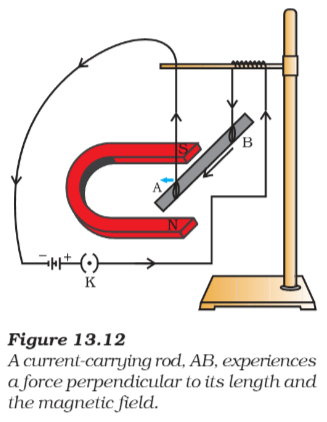 S
B
A
N
− +
K
Figure 13.12
A current-carrying rod, AB, experiences
a force perpendicular to its length and
the magnetic field.